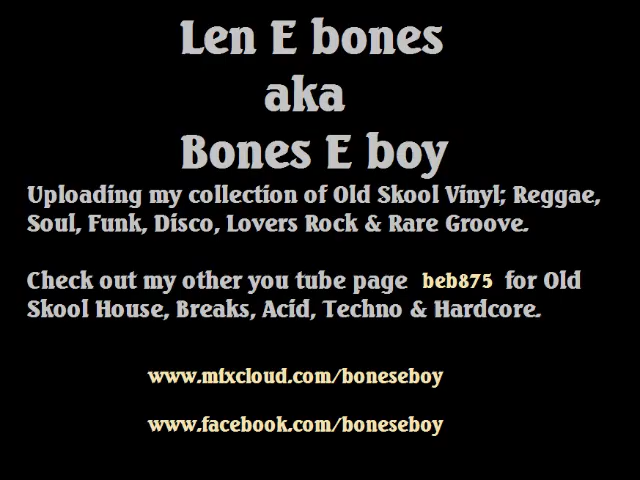 Len E bones
aka
Bones E boy
Uploading my collection of Old Skool Vinyl; Reggae,
Soul, Funk, Disco, Lovers Rock & Rare Groove.
Check out my other you tube page beb875 for Old
Skool House, Breaks, Acid, Techno & Hardcore.
www.mixcloud.com/boneseboy
www.facebook.com/boneseboy